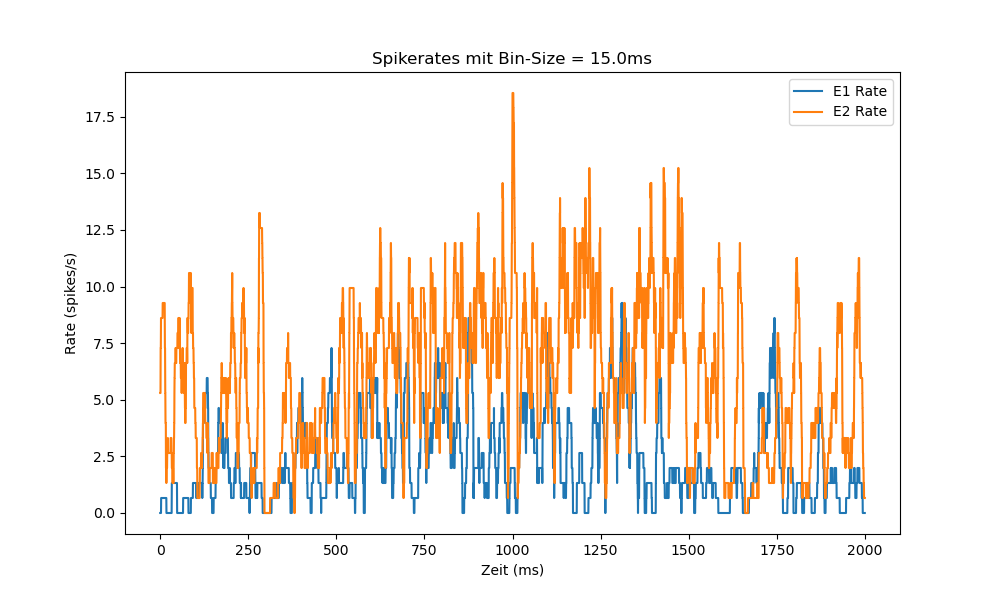 Spikerates mit Bin-Size = 15.0ms
E1 Rate
E2 Rate
Rate (spikes/s)
17.5
15.0
12.5
10.0
7.5
5.0
2.5
0.0
0 250 500 750 1000 1250 1500 1750 2000
Zeit (ms)